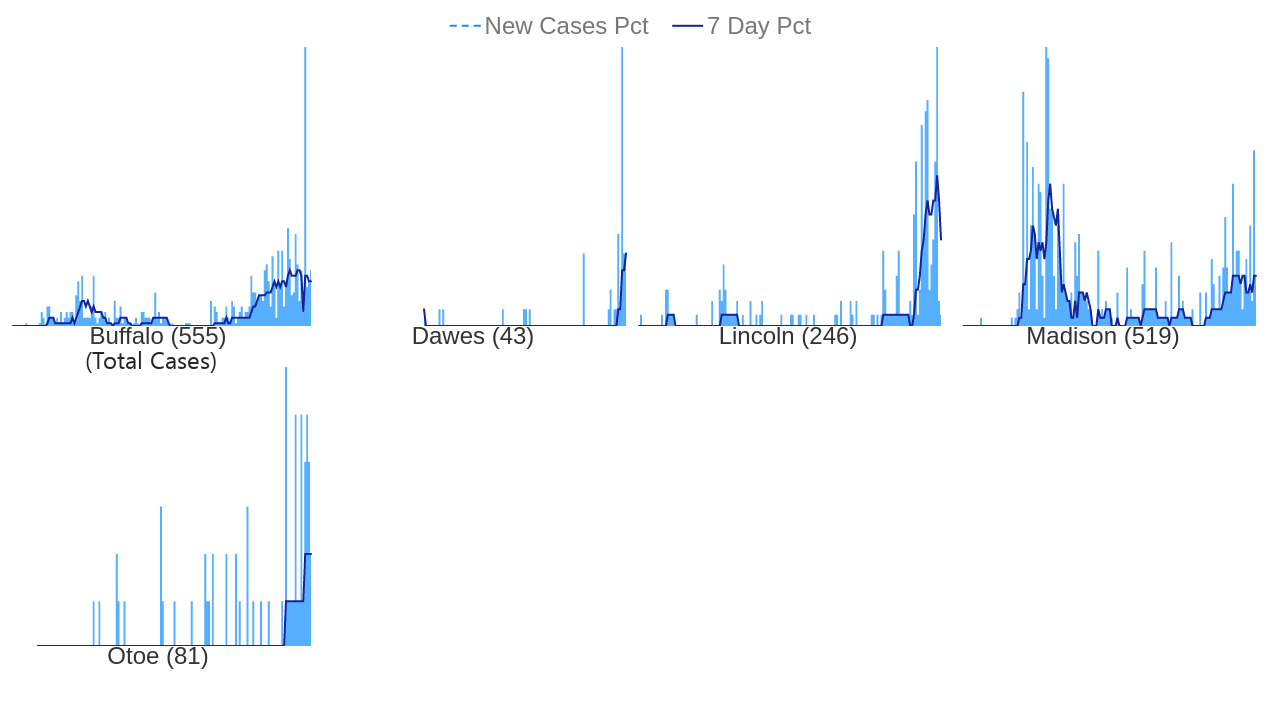 New Cases Pct 7 Day Pct
Buffalo (555) Dawes (43) Lincoln (246) Madison (519)
(Total Cases)
Otoe (81)